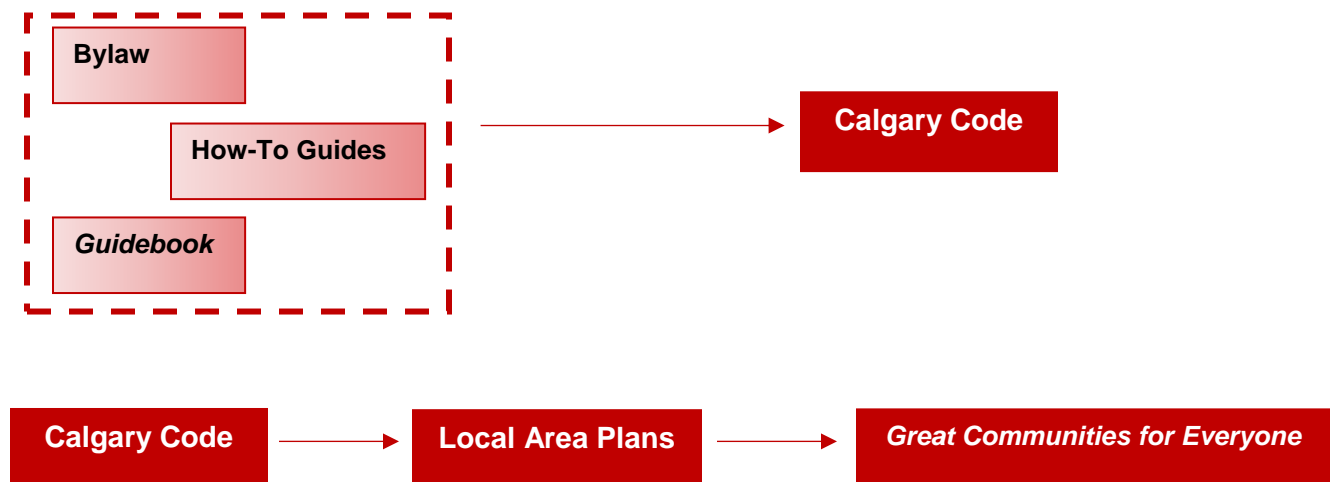 Bylaw
How-To Guides
Guidebook
Calgary Code
Calgary Code
Local Area Plans
Great Communities for Everyone